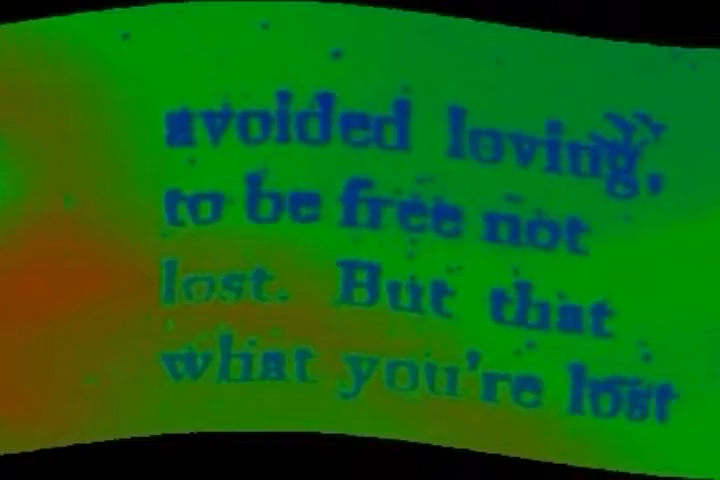 avoided loving,
to be free not
lost. But that
what you're lost